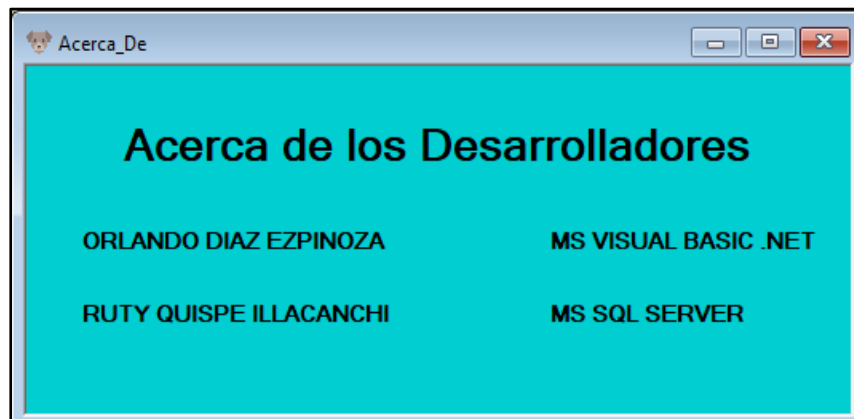 Acerca_De
Acerca de los Desarrolladores
ORLANDO DIAZ EZPINOZA MS VISUAL BASIC .NET
RUTY QUISPE ILLACANCHI MS SQL SERVER